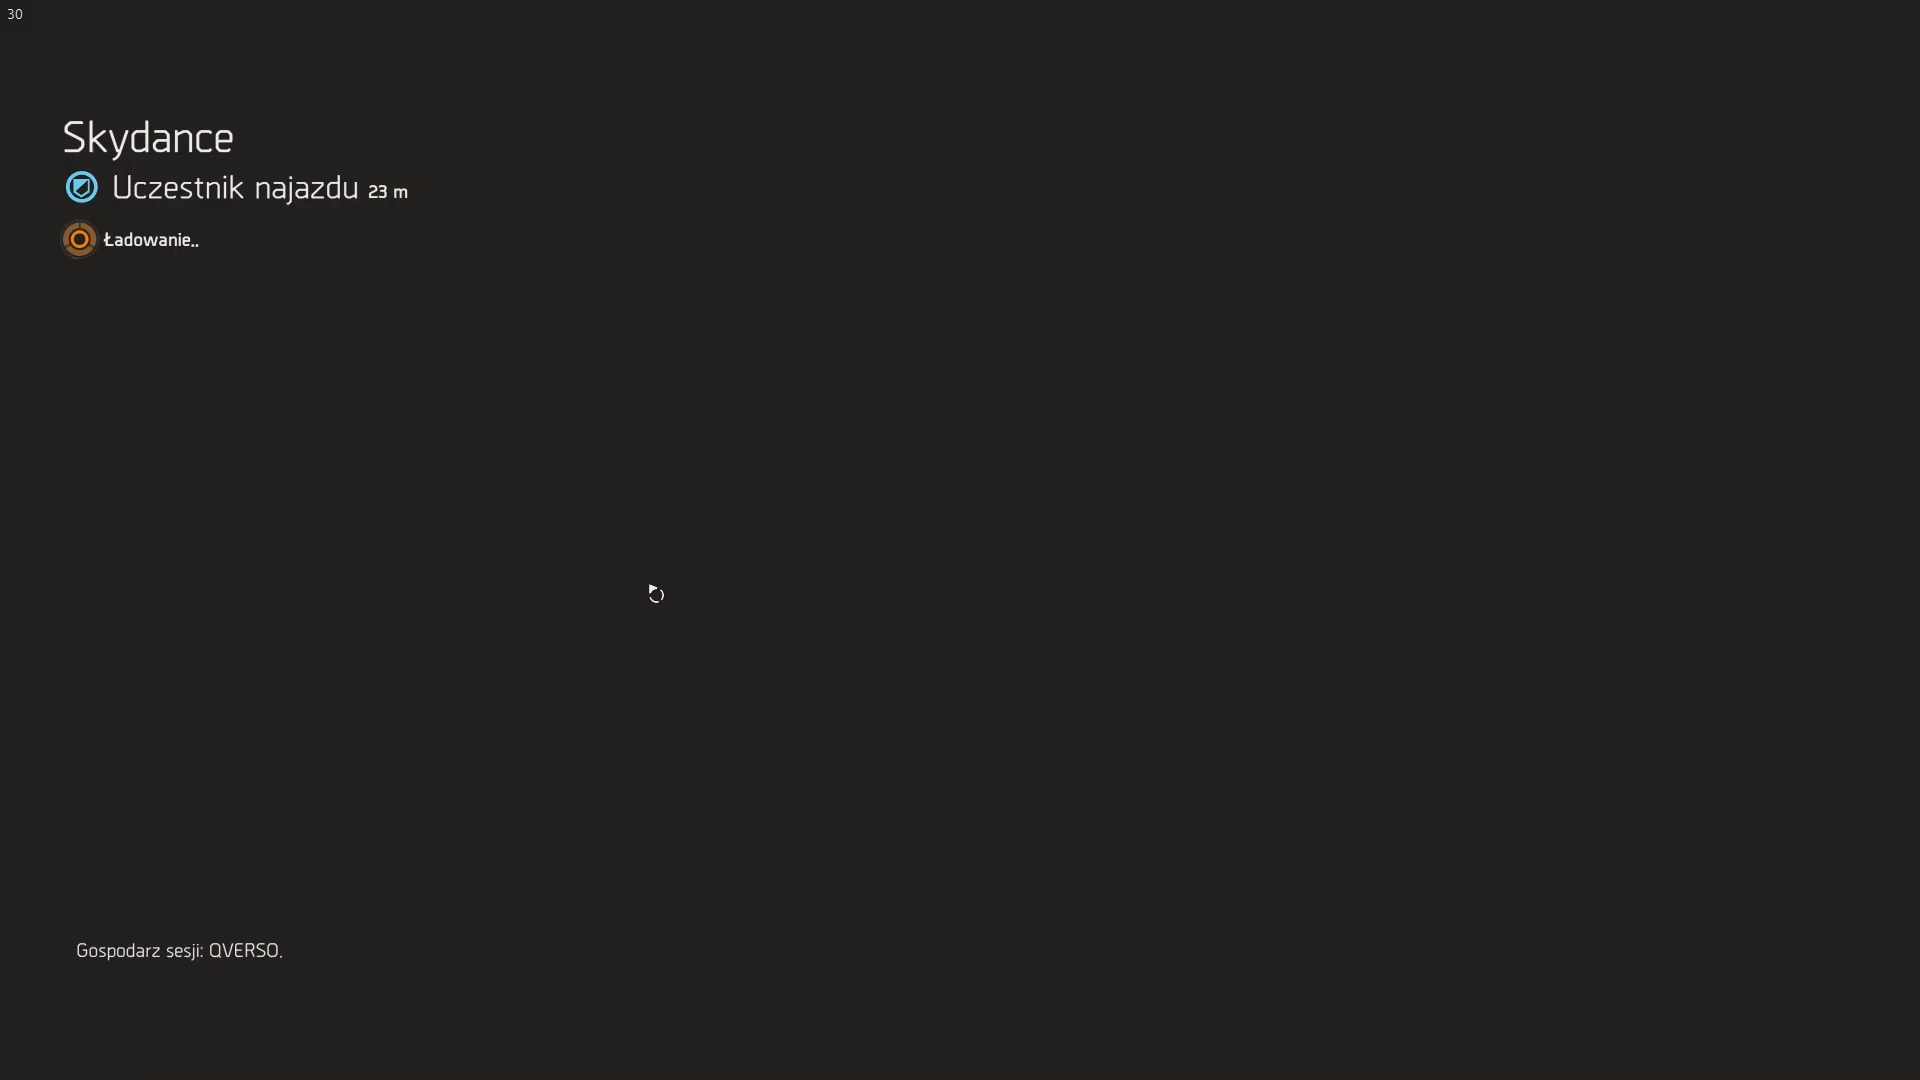 30
Skydance
Uczestnik najazdu 23 m
Ładowanie..
Gospodarz sesji: QVERSO.